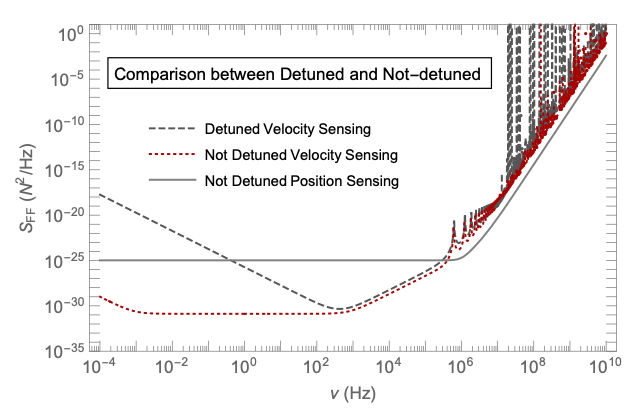 Comparison between Detuned and Not-detuned
Detuned Velocity Sensing
Not Detuned Velocity Sensing
Not Detuned Position Sensing
S_FF (N²/Hz)
10⁰
10⁻⁵
10⁻¹⁰
10⁻¹⁵
10⁻²⁰
10⁻²⁵
10⁻³⁰
10⁻³⁵
10⁻⁴ 10⁻² 10⁰ 10² 10⁴ 10⁶ 10⁸ 10¹⁰
ν (Hz)